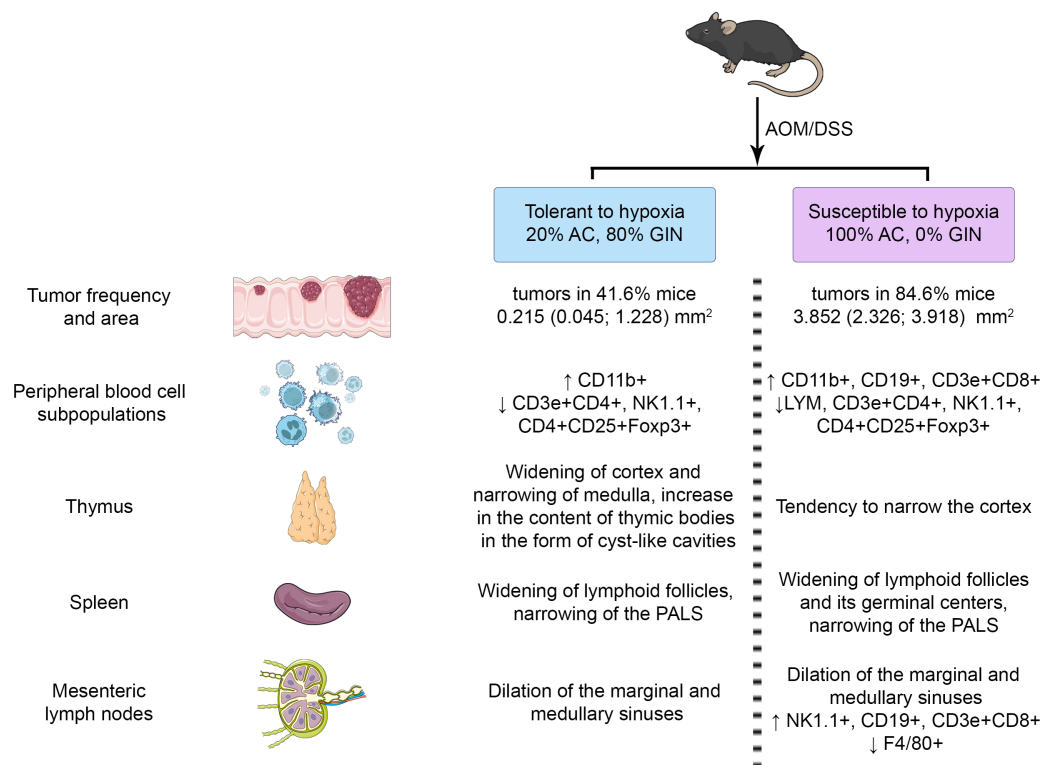 AOM/DSS
Tolerant to hypoxia
20% AC, 80% GIN
Susceptible to hypoxia
100% AC, 0% GIN
Tumor frequency
and area
tumors in 41.6% mice
0.215 (0.045; 1.228) mm²
tumors in 84.6% mice
3.852 (2.326; 3.918) mm²
Peripheral blood cell
subpopulations
↑ CD11b+
↓ CD3e+CD4+, NK1.1+,
CD4+CD25+Foxp3+
↑ CD11b+, CD19+, CD3e+CD8+
↓LYM, CD3e+CD4+, NK1.1+,
CD4+CD25+Foxp3+
Thymus
Widening of cortex and
narrowing of medulla, increase
in the content of thymic bodies
in the form of cyst-like cavities
Tendency to narrow the cortex
Spleen
Widening of lymphoid follicles,
narrowing of the PALS
Widening of lymphoid follicles
and its germinal centers,
narrowing of the PALS
Mesenteric
lymph nodes
Dilation of the marginal and
medullary sinuses
Dilation of the marginal and
medullary sinuses
↑ NK1.1+, CD19+, CD3e+CD8+
↓ F4/80+